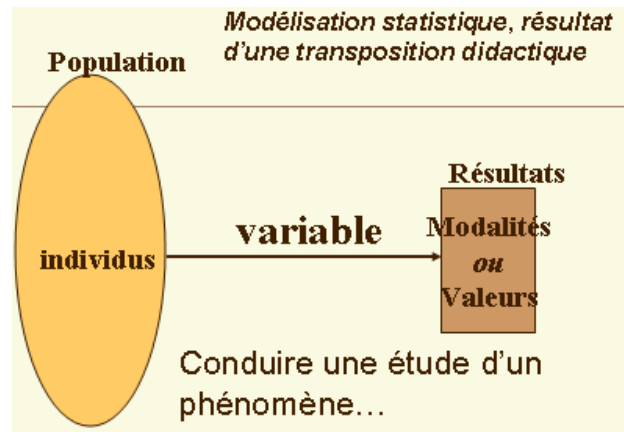 Modélisation statistique, résultat
d'une transposition didactique
Population
Résultats
individus
variable
Modalités
ou
Valeurs
Conduire une étude d'un
phénomène…